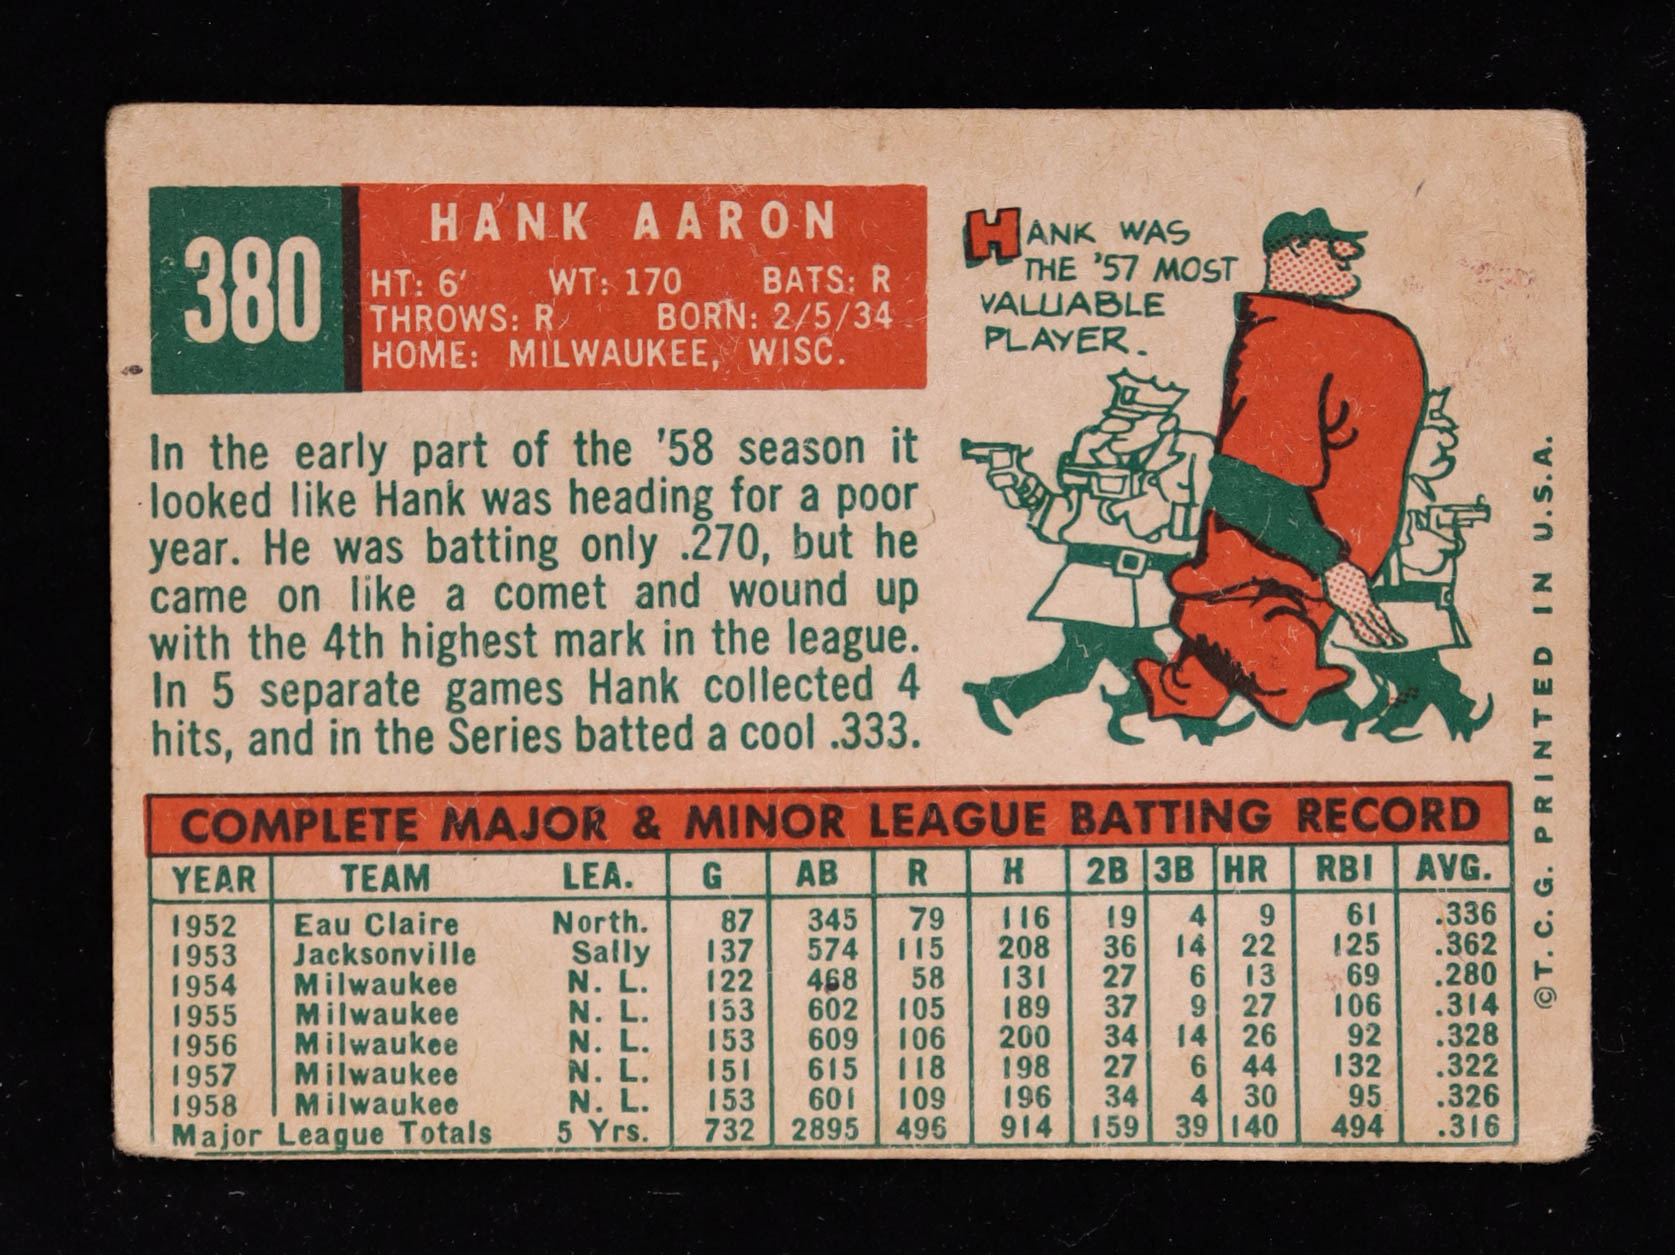 380
HANK AARON
HT: 6' WT: 170 BATS: R
THROWS: R BORN: 2/5/34
HOME: MILWAUKEE, WISC.
HANK WAS
THE '57 MOST
VALUABLE
PLAYER.
In the early part of the '58 season it
looked like Hank was heading for a poor
year. He was batting only .270, but he
came on like a comet and wound up
with the 4th highest mark in the league.
In 5 separate games Hank collected 4
hits, and in the Series batted a cool .333.
COMPLETE MAJOR & MINOR LEAGUE BATTING RECORD
YEAR TEAM LEA. G AB R H 2B 3B HR RBI AVG.
1952 Eau Claire North. 87 345 79 116 19 4 9 61 .336
1953 Jacksonville Sally 137 574 115 208 36 14 22 125 .362
1954 Milwaukee N. L. 122 468 58 131 27 6 13 69 .280
1955 Milwaukee N. L. 153 602 105 189 37 9 27 106 .314
1956 Milwaukee N. L. 153 609 106 200 34 14 26 92 .328
1957 Milwaukee N. L. 151 615 118 198 27 6 44 132 .322
1958 Milwaukee N. L. 153 601 109 196 34 4 30 95 .326
Major League Totals 5 Yrs. 732 2895 496 914 159 39 140 494 .316
©T. C. G. PRINTED IN U.S.A.